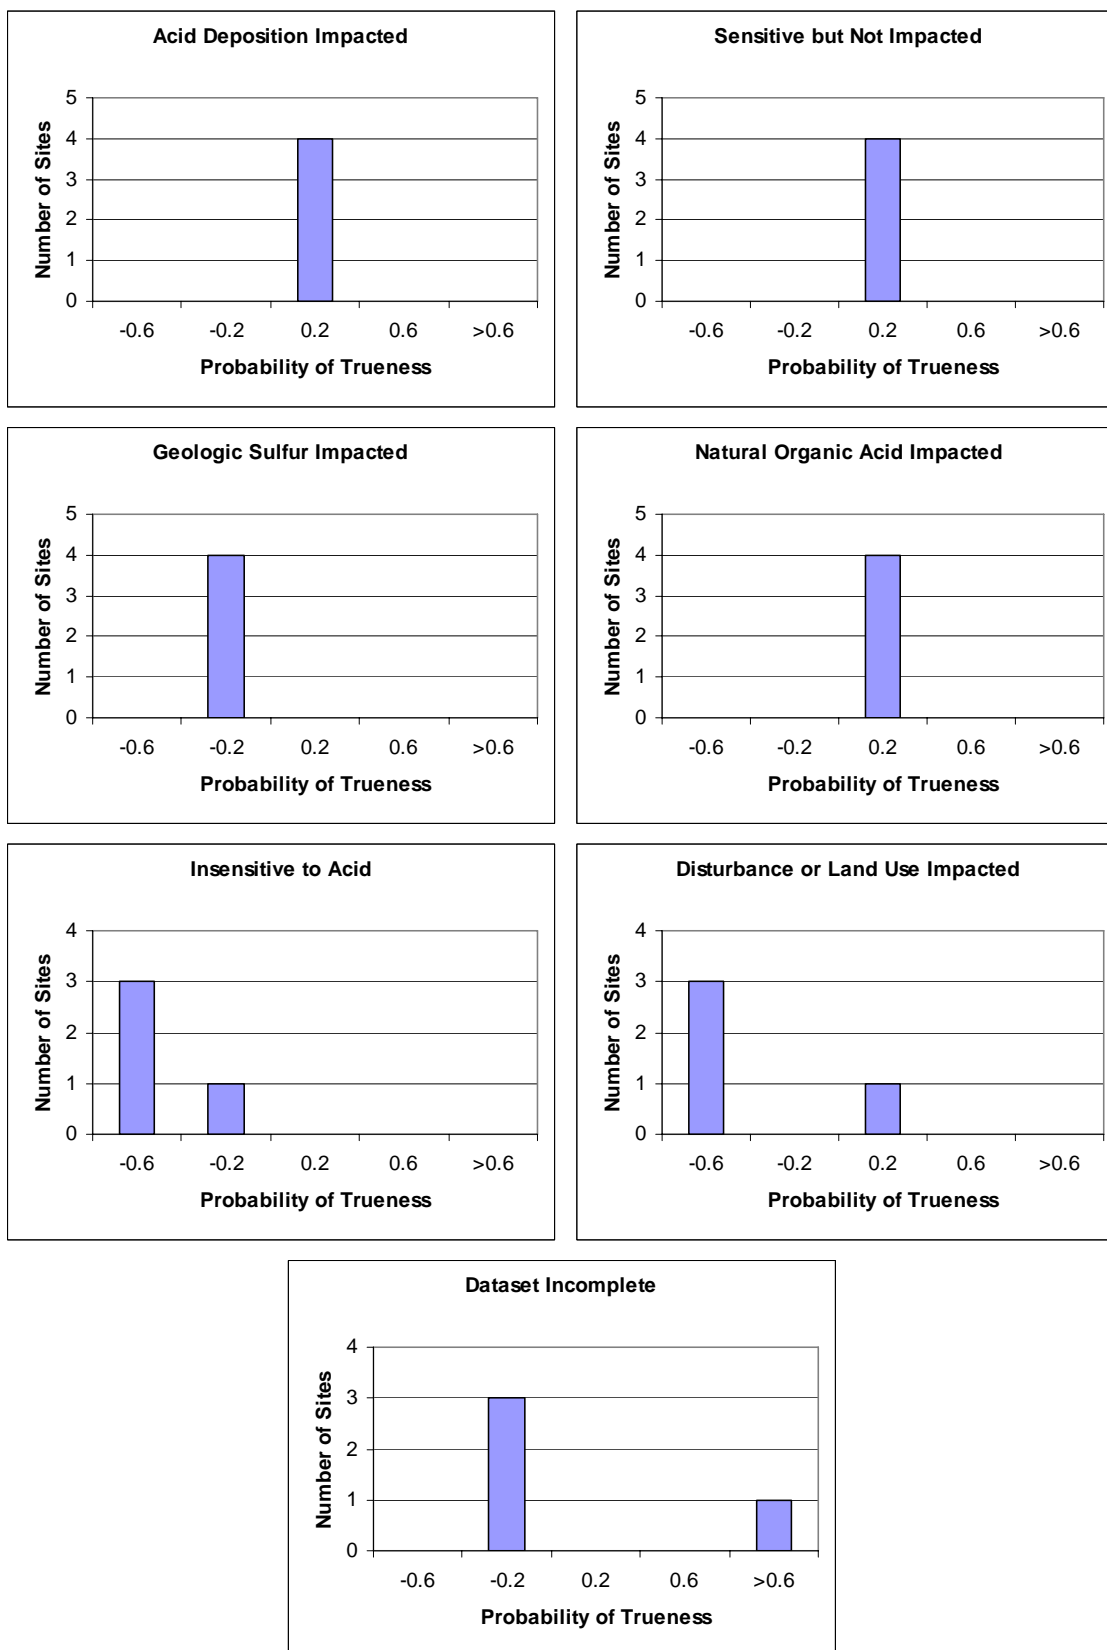 Acid Deposition Impacted
5
4
3
2
1
0
Number of Sites
-0.6 -0.2 0.2 0.6 >0.6
Probability of Trueness
Sensitive but Not Impacted
5
4
3
2
1
0
Number of Sites
-0.6 -0.2 0.2 0.6 >0.6
Probability of Trueness
Geologic Sulfur Impacted
5
4
3
2
1
0
Number of Sites
-0.6 -0.2 0.2 0.6 >0.6
Probability of Trueness
Natural Organic Acid Impacted
5
4
3
2
1
0
Number of Sites
-0.6 -0.2 0.2 0.6 >0.6
Probability of Trueness
Insensitive to Acid
4
3
2
1
0
Number of Sites
-0.6 -0.2 0.2 0.6 >0.6
Probability of Trueness
Disturbance or Land Use Impacted
4
3
2
1
0
Number of Sites
-0.6 -0.2 0.2 0.6 >0.6
Probability of Trueness
Dataset Incomplete
4
3
2
1
0
Number of Sites
-0.6 -0.2 0.2 0.6 >0.6
Probability of Trueness